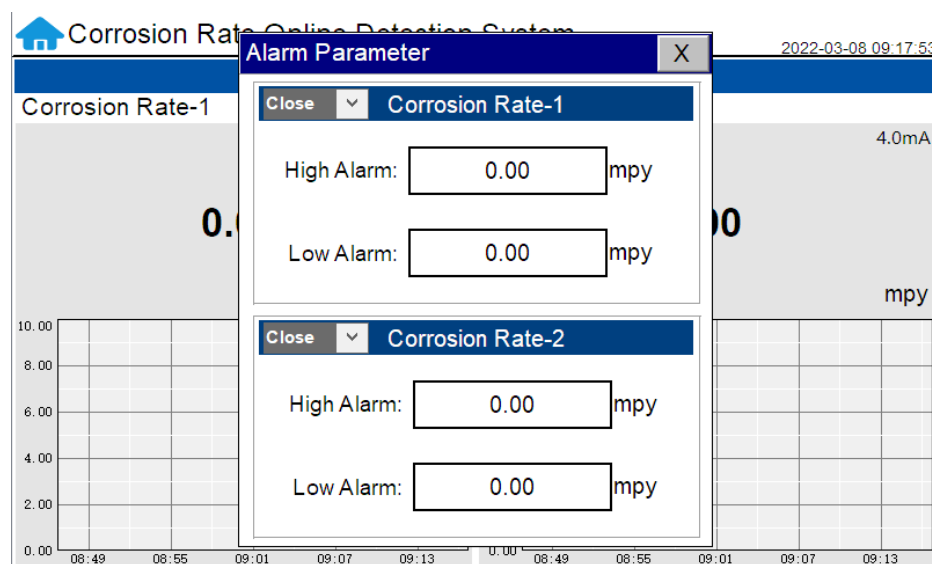 Corrosion Rate Online Detection System
2022-03-08 09:17:53
Alarm Parameter X
Corrosion Rate-1
4.0mA
mpy
Close Corrosion Rate-1
High Alarm: 0.00 mpy
Low Alarm: 0.00 mpy
Close Corrosion Rate-2
High Alarm: 0.00 mpy
Low Alarm: 0.00 mpy
10.00
8.00
6.00
4.00
2.00
0.00
08:49 08:55 09:01 09:07 09:13
0.00
08:49 08:55 09:01 09:07 09:13